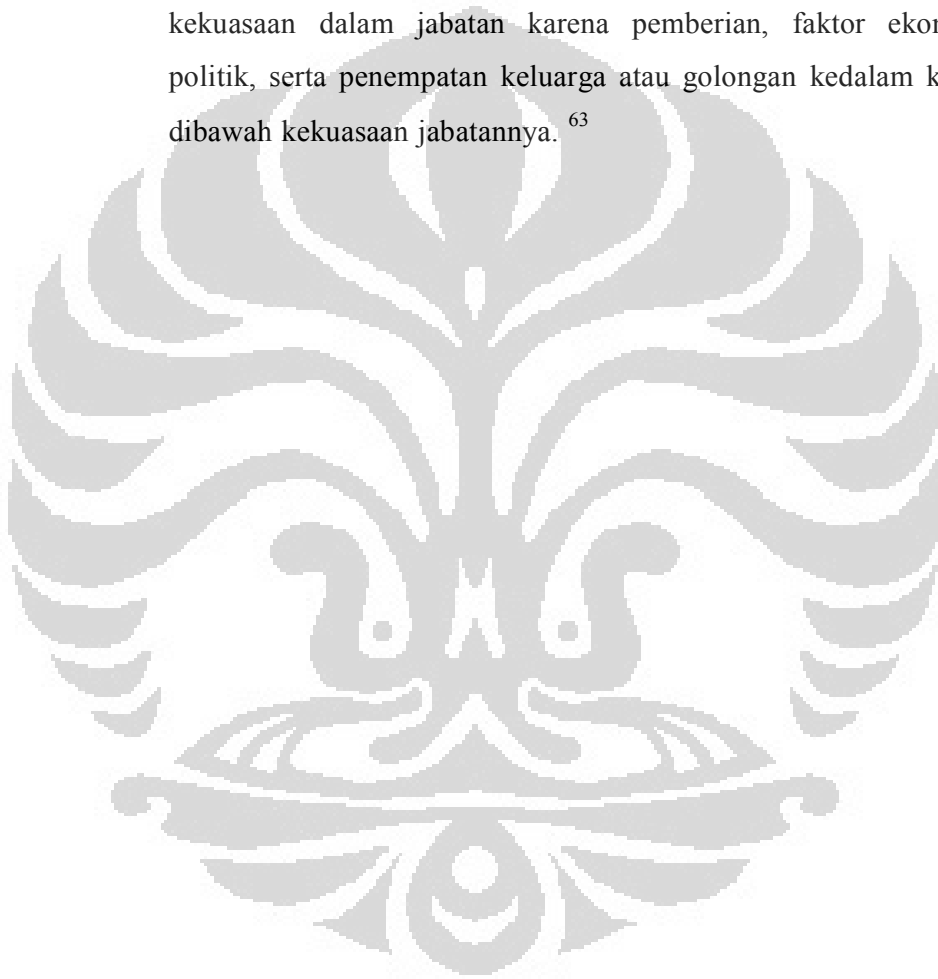 kekuasaan dalam jabatan karena pemberian, faktor
politik, serta penempatan keluarga atau golongan kedalam
dibawah kekuasaan jabatannya. 63